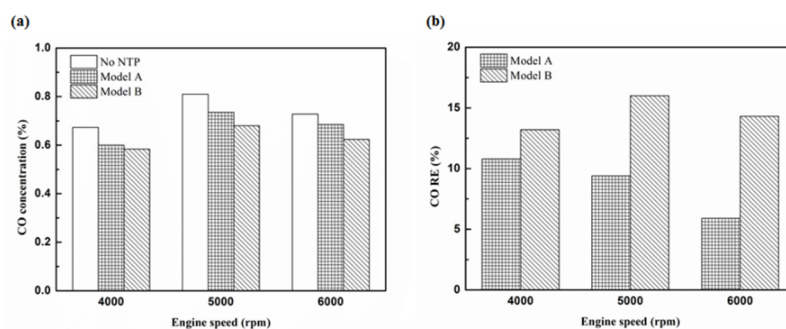 (a)
CO concentration (%)
1.0
0.8
0.6
0.4
0.2
0.0
No NTP
Model A
Model B
4000 5000 6000
Engine speed (rpm)
(b)
CO RE (%)
20
15
10
5
0
Model A
Model B
4000 5000 6000
Engine speed (rpm)